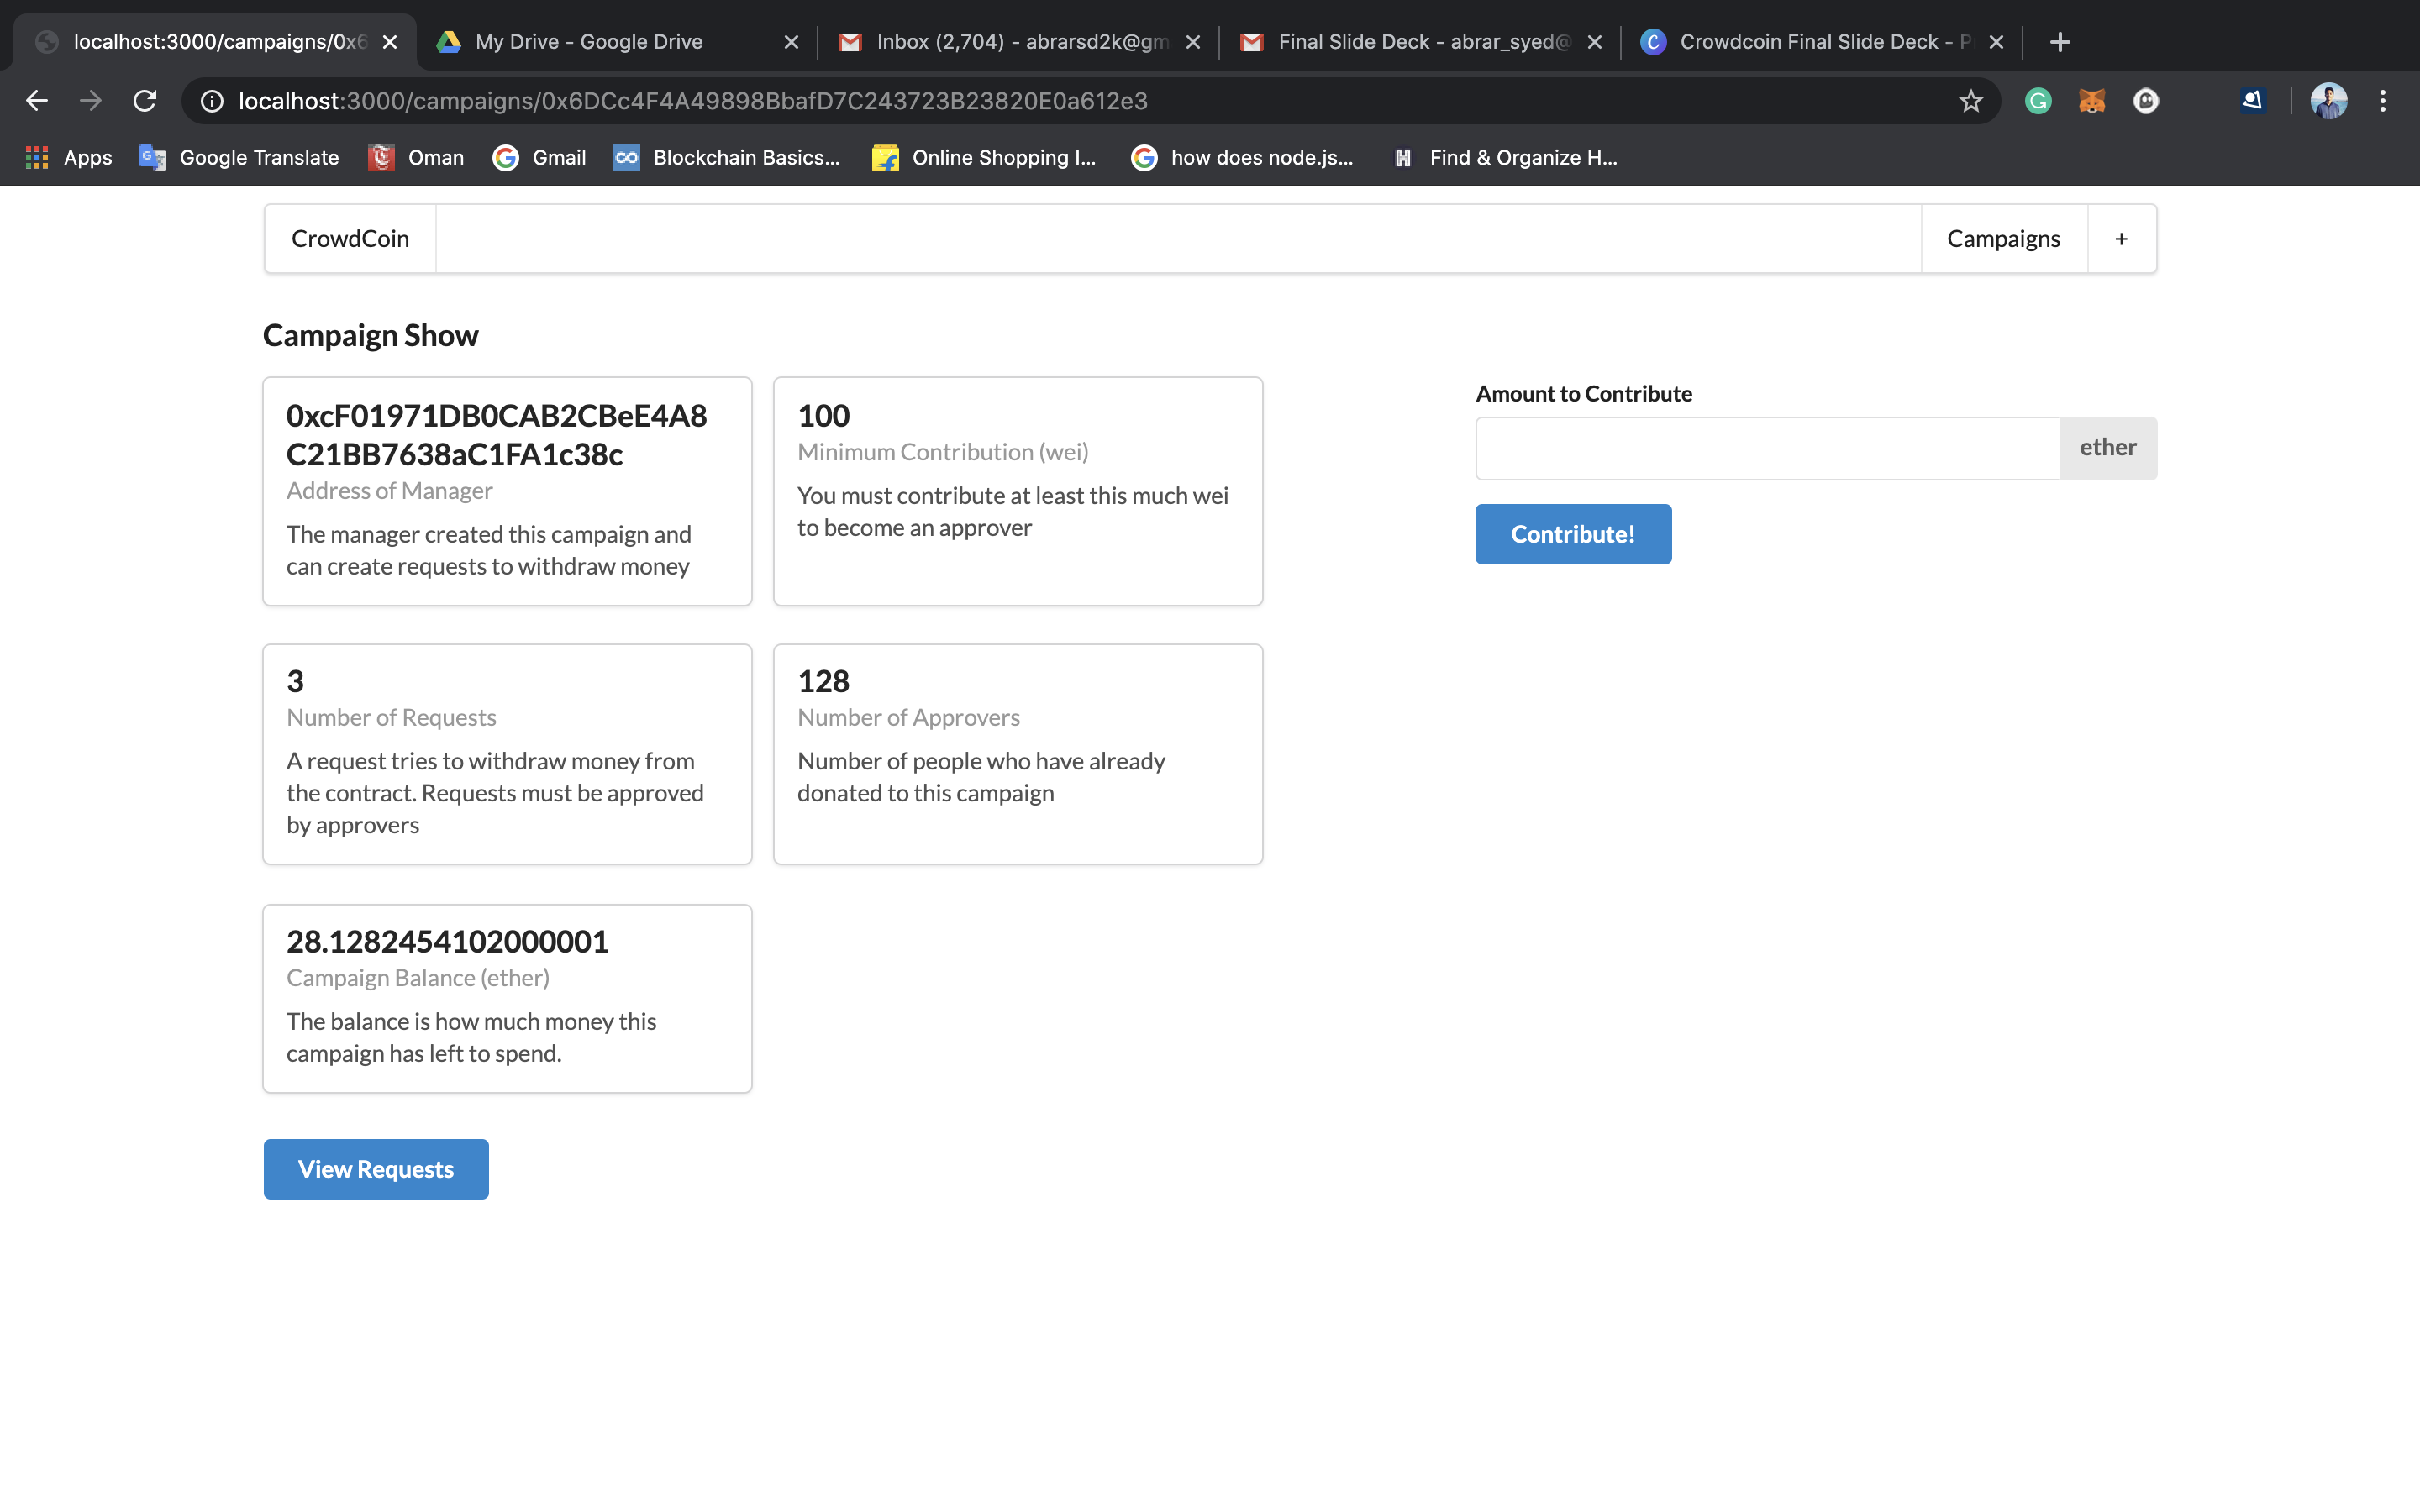 localhost:3000/campaigns/0x6
My Drive - Google Drive
Inbox (2,704) - abrarsd2k@gm
Final Slide Deck - abrar_syed@
Crowdcoin Final Slide Deck - P
localhost:3000/campaigns/0x6DCc4F4A49898BbafD7C243723B23820E0a612e3
Apps
Google Translate
Oman
Gmail
Blockchain Basics...
Online Shopping I...
how does node.js...
Find & Organize H...
CrowdCoin
Campaigns
+
Campaign Show
0xcF01971DB0CAB2CBeE4A8
C21BB7638aC1FA1c38c
Address of Manager
The manager created this campaign and
can create requests to withdraw money
100
Minimum Contribution (wei)
You must contribute at least this much wei
to become an approver
Amount to Contribute
ether
Contribute!
3
Number of Requests
A request tries to withdraw money from
the contract. Requests must be approved
by approvers
128
Number of Approvers
Number of people who have already
donated to this campaign
28.1282454102000001
Campaign Balance (ether)
The balance is how much money this
campaign has left to spend.
View Requests